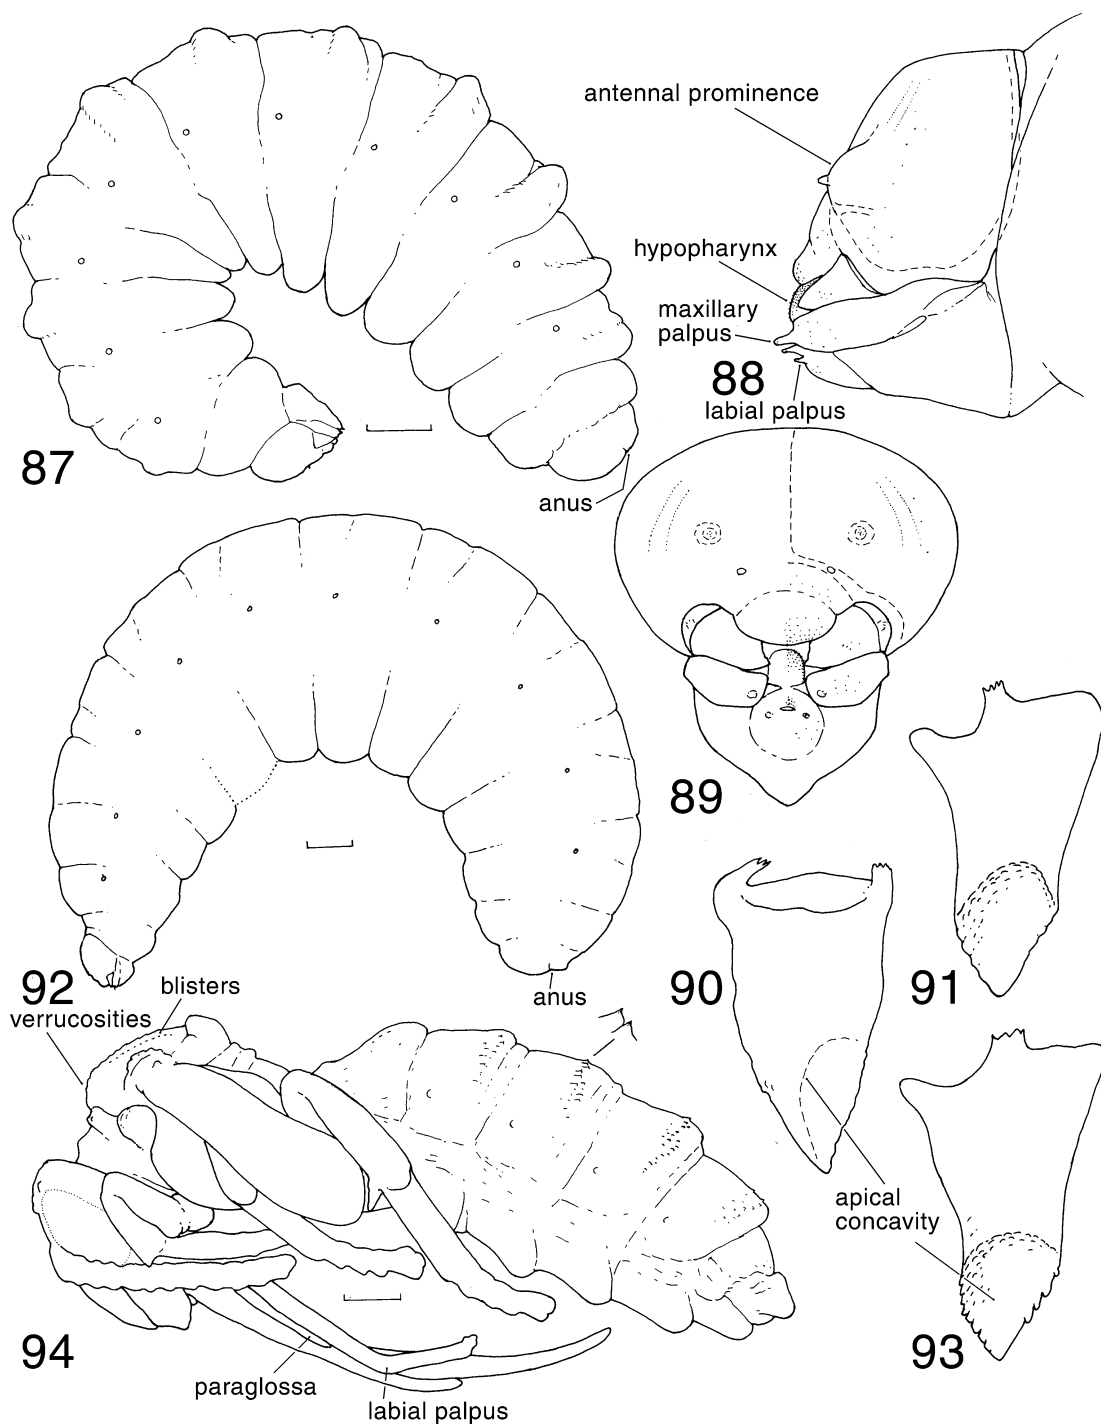 antennal prominence
hypopharynx
maxillary
palpus
88
labial palpus
87
anus
89
92
blisters
verrucosities
anus
90
91
apical
concavity
94
paraglossa
labial palpus
93